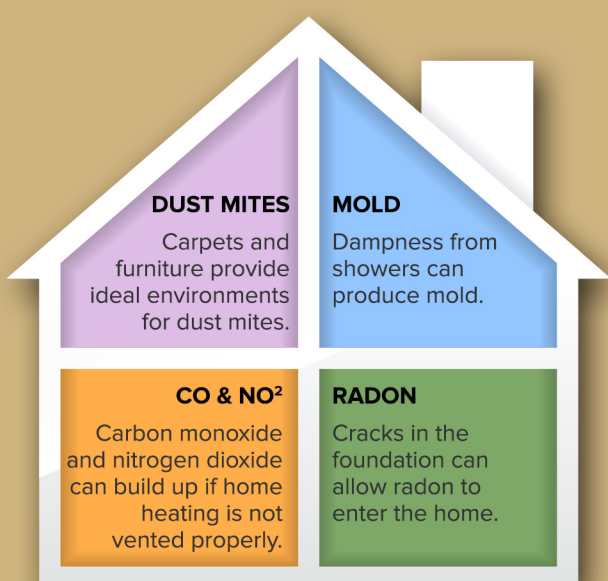 DUST MITES
Carpets and
furniture provide
ideal environments
for dust mites.
MOLD
Dampness from
showers can
produce mold.
CO & NO²
Carbon monoxide
and nitrogen dioxide
can build up if home
heating is not
vented properly.
RADON
Cracks in the
foundation can
allow radon to
enter the home.